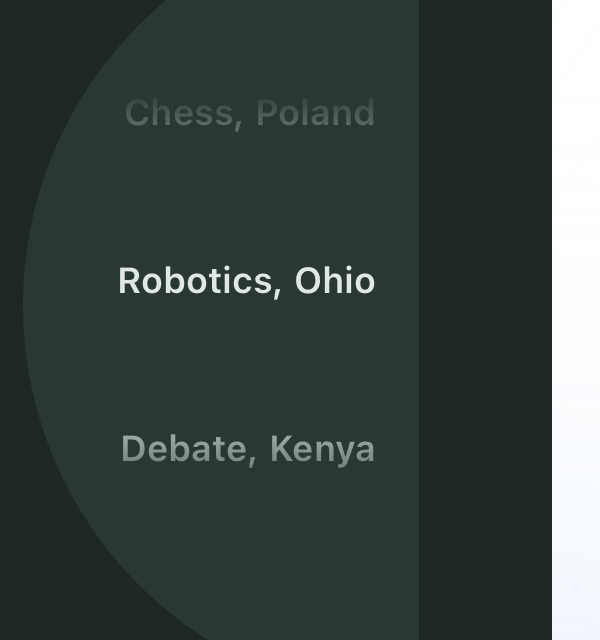 Chess, Poland
Robotics, Ohio
Debate, Kenya